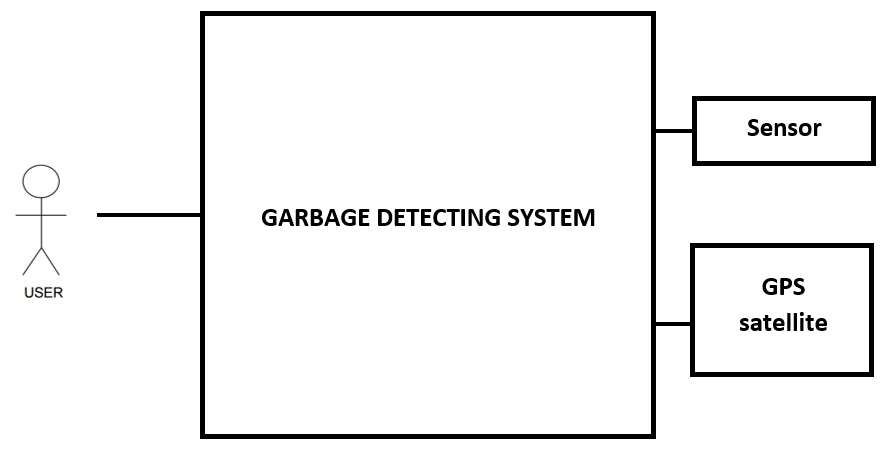 Sensor
GARBAGE DETECTING SYSTEM
GPS
satellite
USER